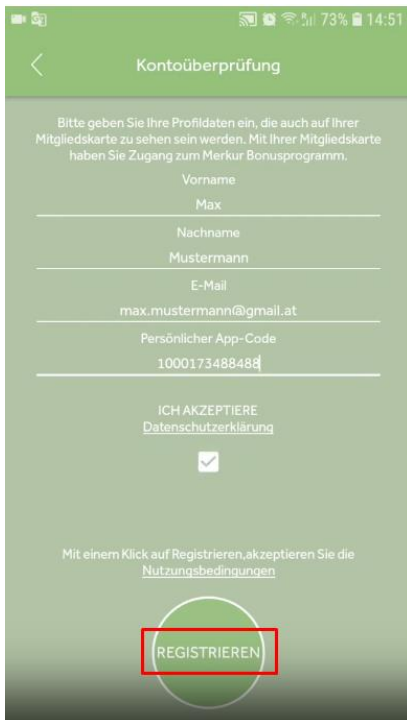 73% 14:51
Kontoüberprüfung
Bitte geben Sie Ihre Profildaten ein, die auch auf Ihrer
Mitgliedskarte zu sehen sein werden. Mit Ihrer Mitgliedskarte
haben Sie Zugang zum Merkur Bonusprogramm.
Vorname
Max
Nachname
Mustermann
E-Mail
max.mustermann@gmail.at
Persönlicher App-Code
1000173488488
ICH AKZEPTIERE
Datenschutzerklärung
Mit einem Klick auf Registrieren,akzeptieren Sie die
Nutzungsbedingungen
REGISTRIEREN